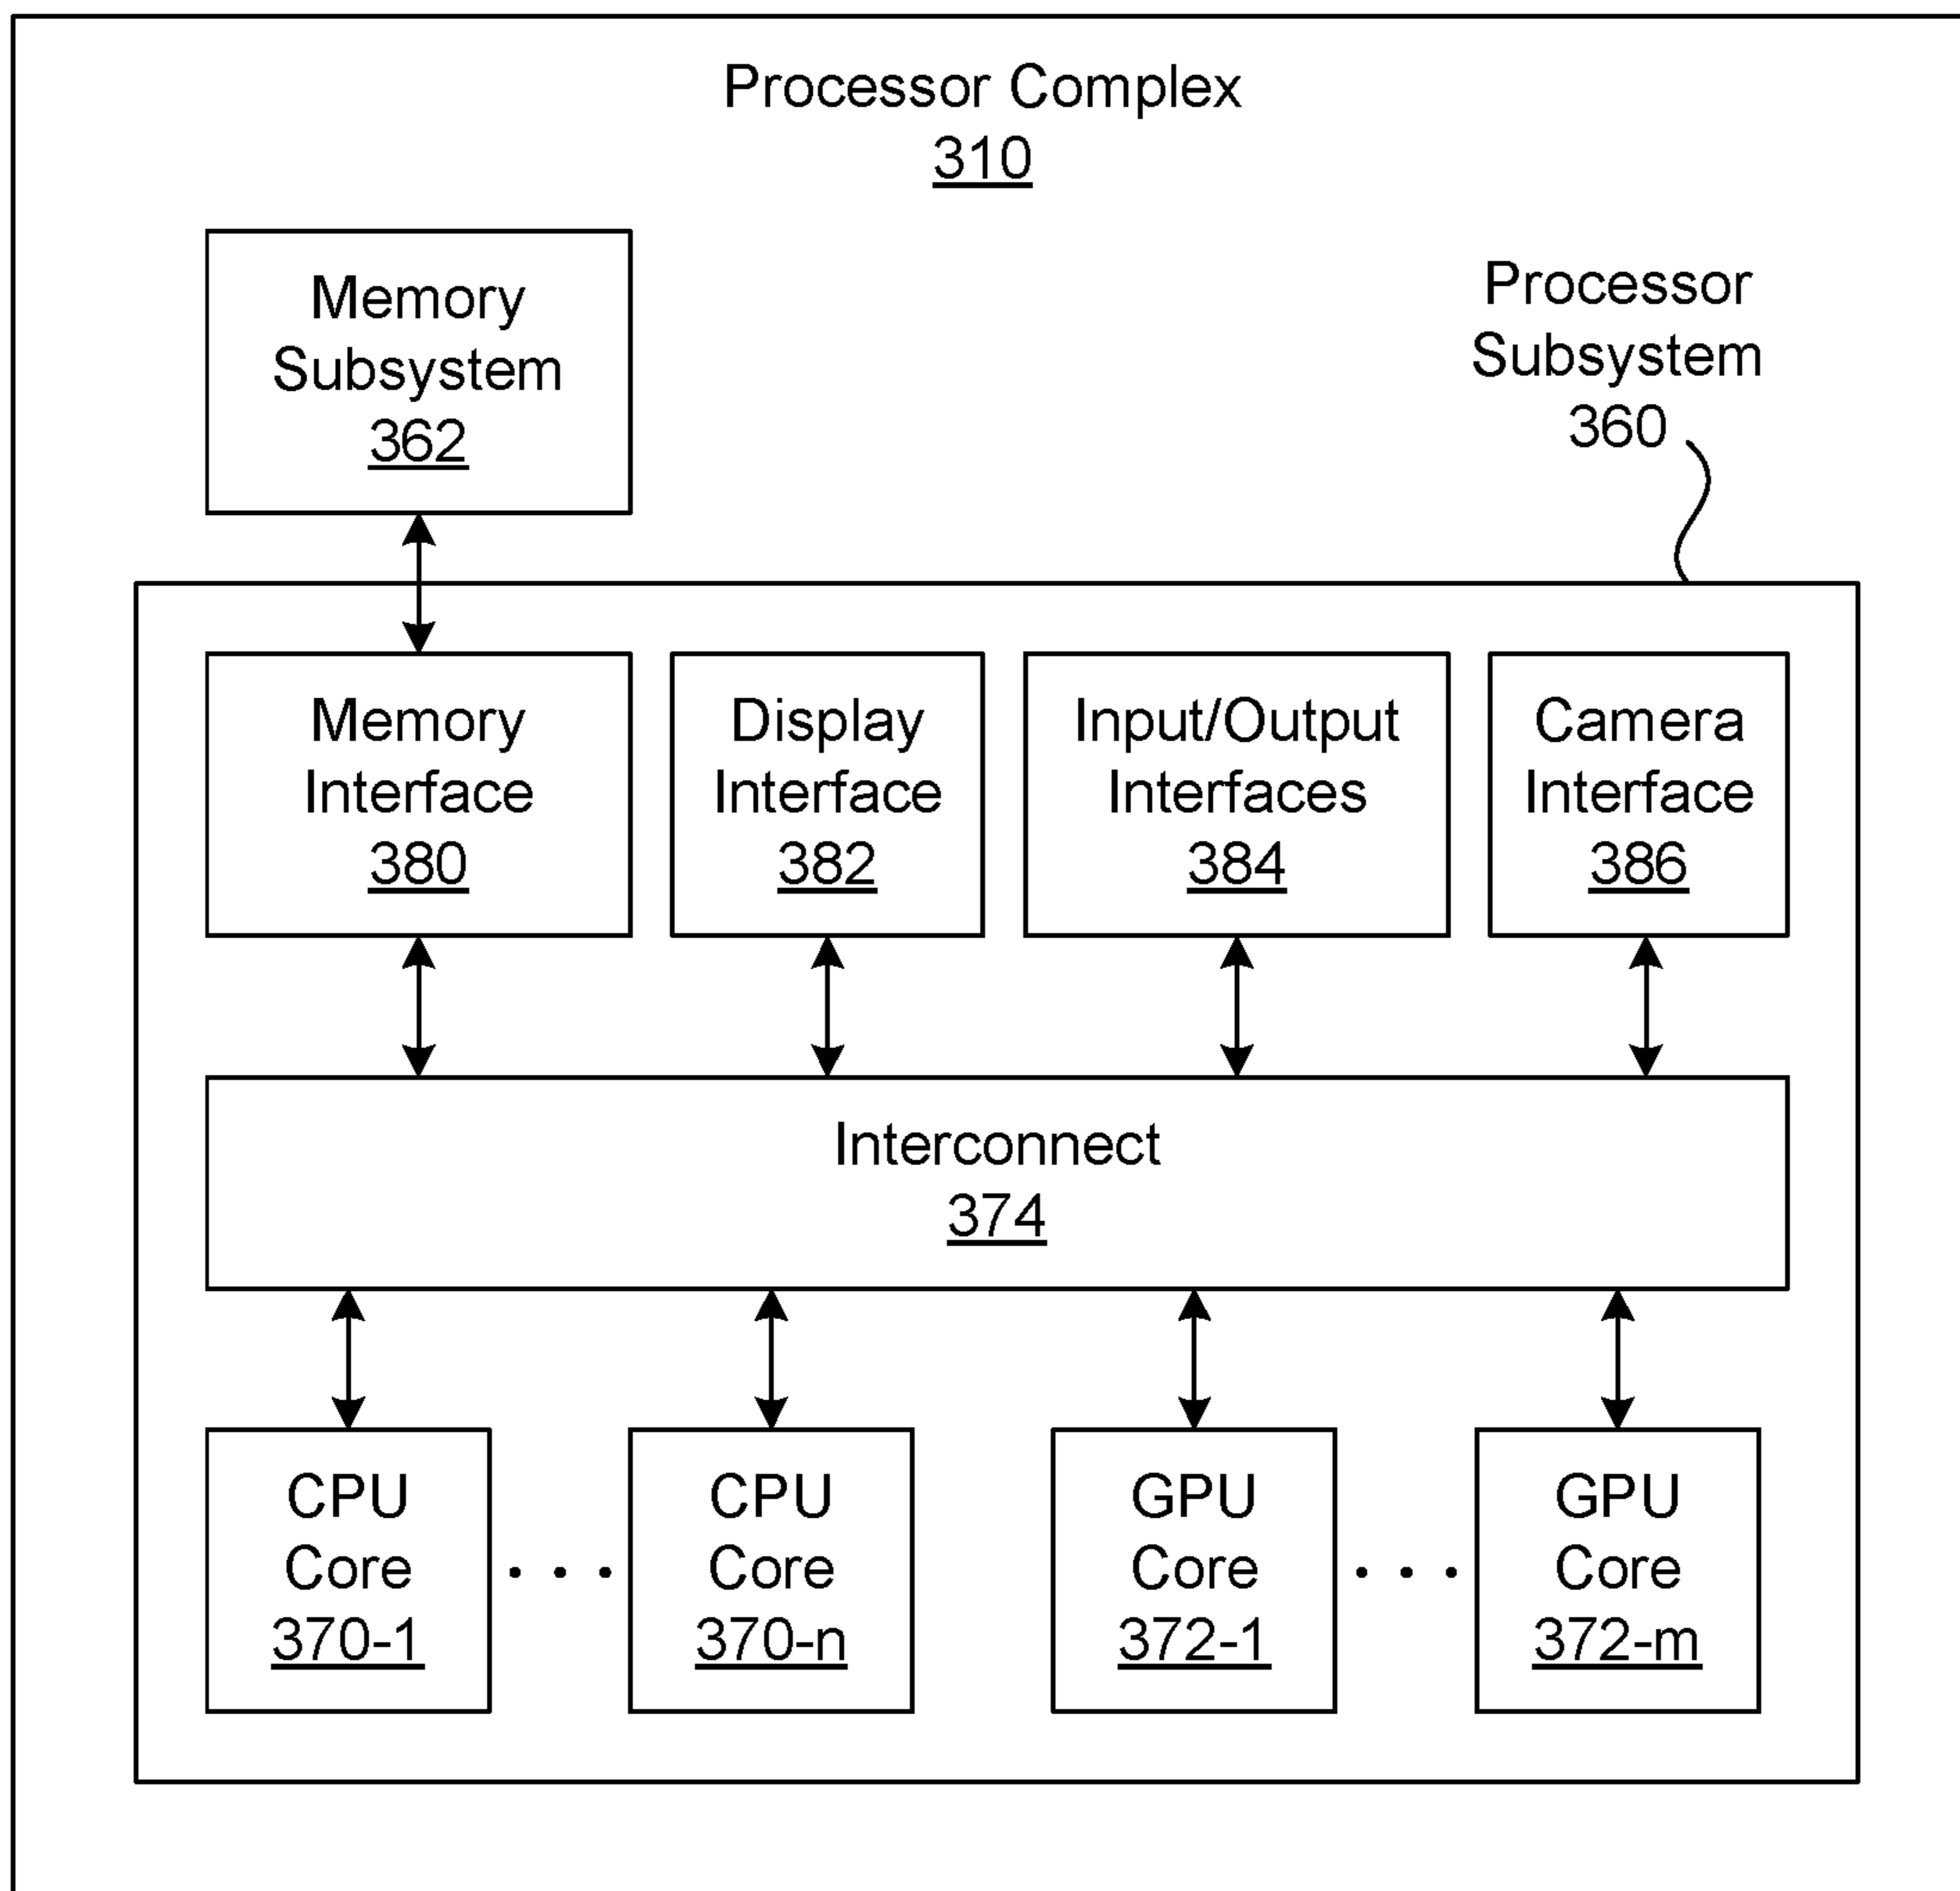 Processor Complex
310
Memory
Subsystem
362
Processor
Subsystem
360
Memory
Interface
380
Display
Interface
382
Input/Output
Interfaces
384
Camera
Interface
386
Interconnect
374
CPU
Core
370-1
CPU
Core
370-n
GPU
Core
372-1
GPU
Core
372-m